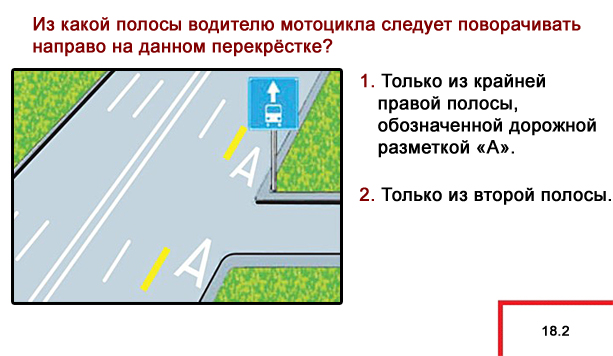 Из какой полосы водителю мотоцикла следует поворачивать
направо на данном перекрёстке?
A
A
1. Только из крайней
правой полосы,
обозначенной дорожной
разметкой «А».
2. Только из второй полосы.
18.2